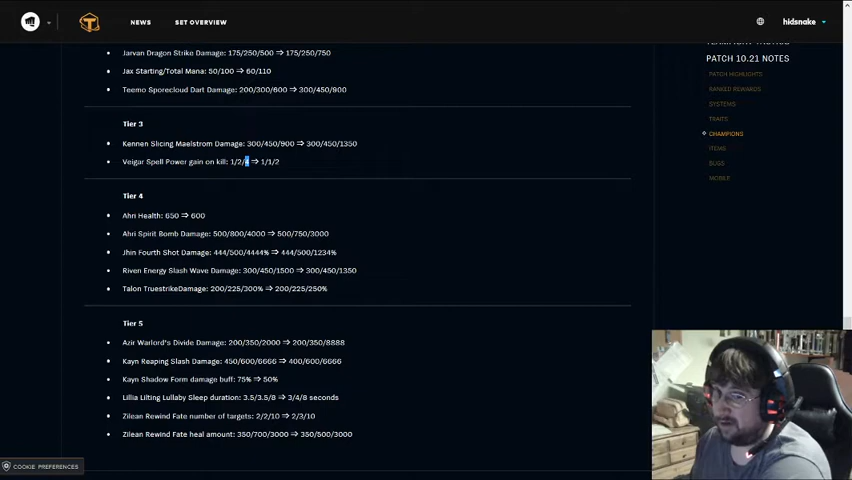 NEWS
SET OVERVIEW
hidsnake
Jarvan Dragon Strike Damage: 175/250/500 ⇒ 175/250/750
Jax Starting/Total Mana: 50/100 ⇒ 60/110
Teemo Sporecloud Dart Damage: 200/300/600 ⇒ 300/450/900
Tier 3
Kennen Slicing Maelstrom Damage: 300/450/900 ⇒ 300/450/1350
Veigar Spell Power gain on kill: 1/2/4 ⇒ 1/1/2
Tier 4
Ahri Health: 650 ⇒ 600
Ahri Spirit Bomb Damage: 500/800/4000 ⇒ 500/750/3000
Jhin Fourth Shot Damage: 444/500/4444% ⇒ 444/500/1234%
Riven Energy Slash Wave Damage: 300/450/1500 ⇒ 300/450/1350
Talon TruestrikeDamage: 200/225/300% ⇒ 200/225/250%
Tier 5
Azir Warlord's Divide Damage: 200/350/2000 ⇒ 200/350/8888
Kayn Reaping Slash Damage: 450/600/6666 ⇒ 400/600/6666
Kayn Shadow Form damage buff: 75% ⇒ 50%
Lillia Lilting Lullaby Sleep duration: 3.5/3.5/8 ⇒ 3/4/8 seconds
Zilean Rewind Fate number of targets: 2/2/10 ⇒ 2/3/10
Zilean Rewind Fate heal amount: 350/700/3000 ⇒ 350/500/3000
PATCH 10.21 NOTES
PATCH HIGHLIGHTS
RANKED REWARDS
SYSTEMS
TRAITS
CHAMPIONS
ITEMS
BUGS
MOBILE
COOKIE PREFERENCES